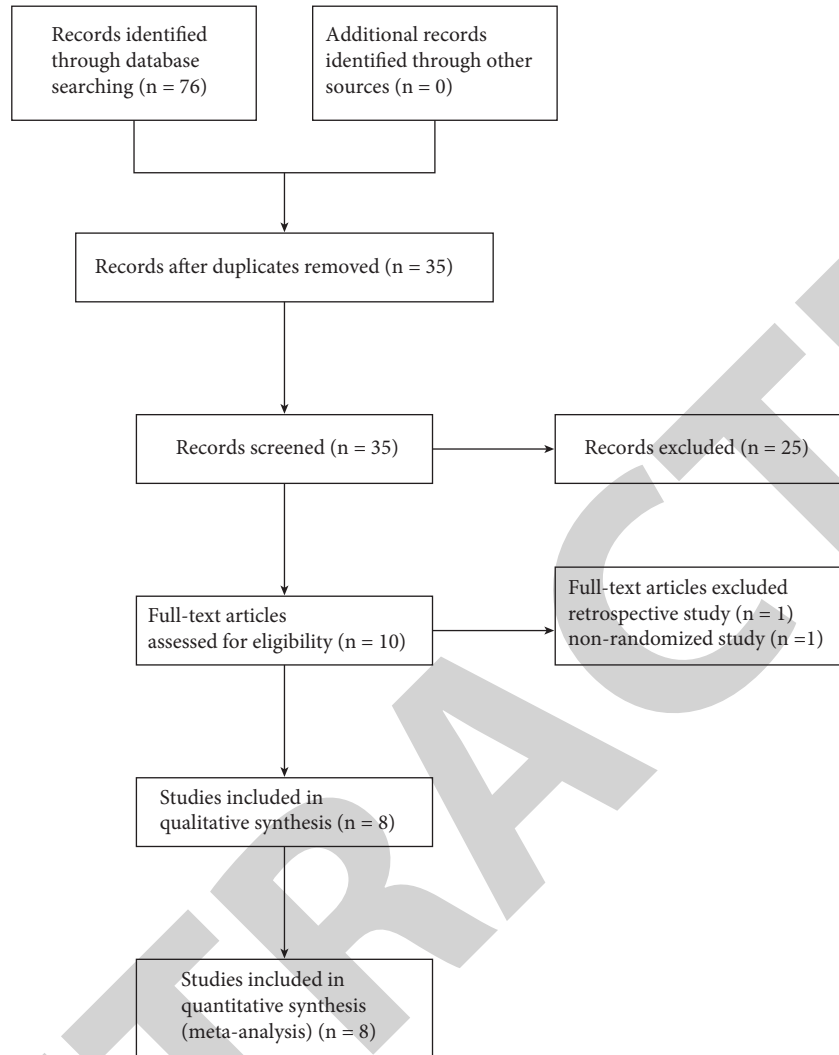 Records identified
through database
searching (n = 76)
Additional records
identified through other
sources (n = 0)
Records after duplicates removed (n = 35)
Records screened (n = 35)
Records excluded (n = 25)
Full-text articles
assessed for eligibility (n = 10)
Full-text articles excluded
retrospective study (n = 1)
non-randomized study (n =1)
Studies included in
qualitative synthesis (n = 8)
Studies included in
quantitative synthesis
(meta-analysis) (n = 8)